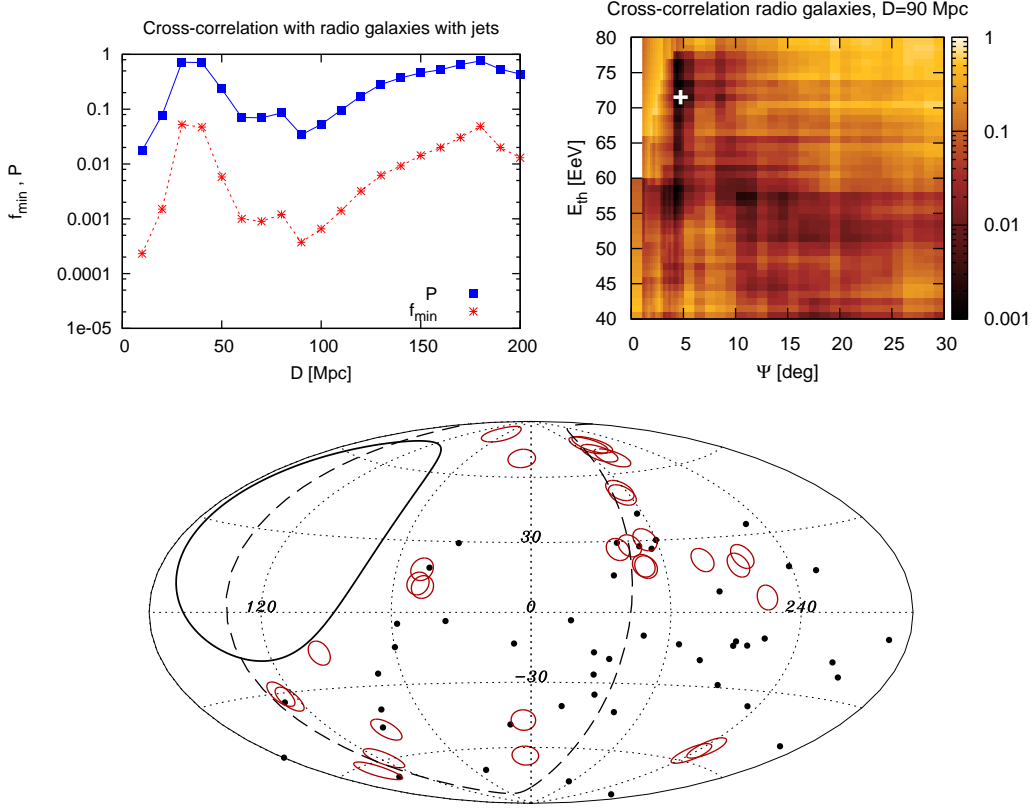 Cross-correlation with radio galaxies with jets
1
0.1
0.01
0.001
0.0001
1e-05
f_min , P
P
f_min
0 50 100 150 200
D [Mpc]
Cross-correlation radio galaxies, D=90 Mpc
80
75
70
65
60
55
50
45
40
E_th [EeV]
0 5 10 15 20 25 30
Ψ [deg]
1
0.1
0.01
0.001
30
120 0 240
-30